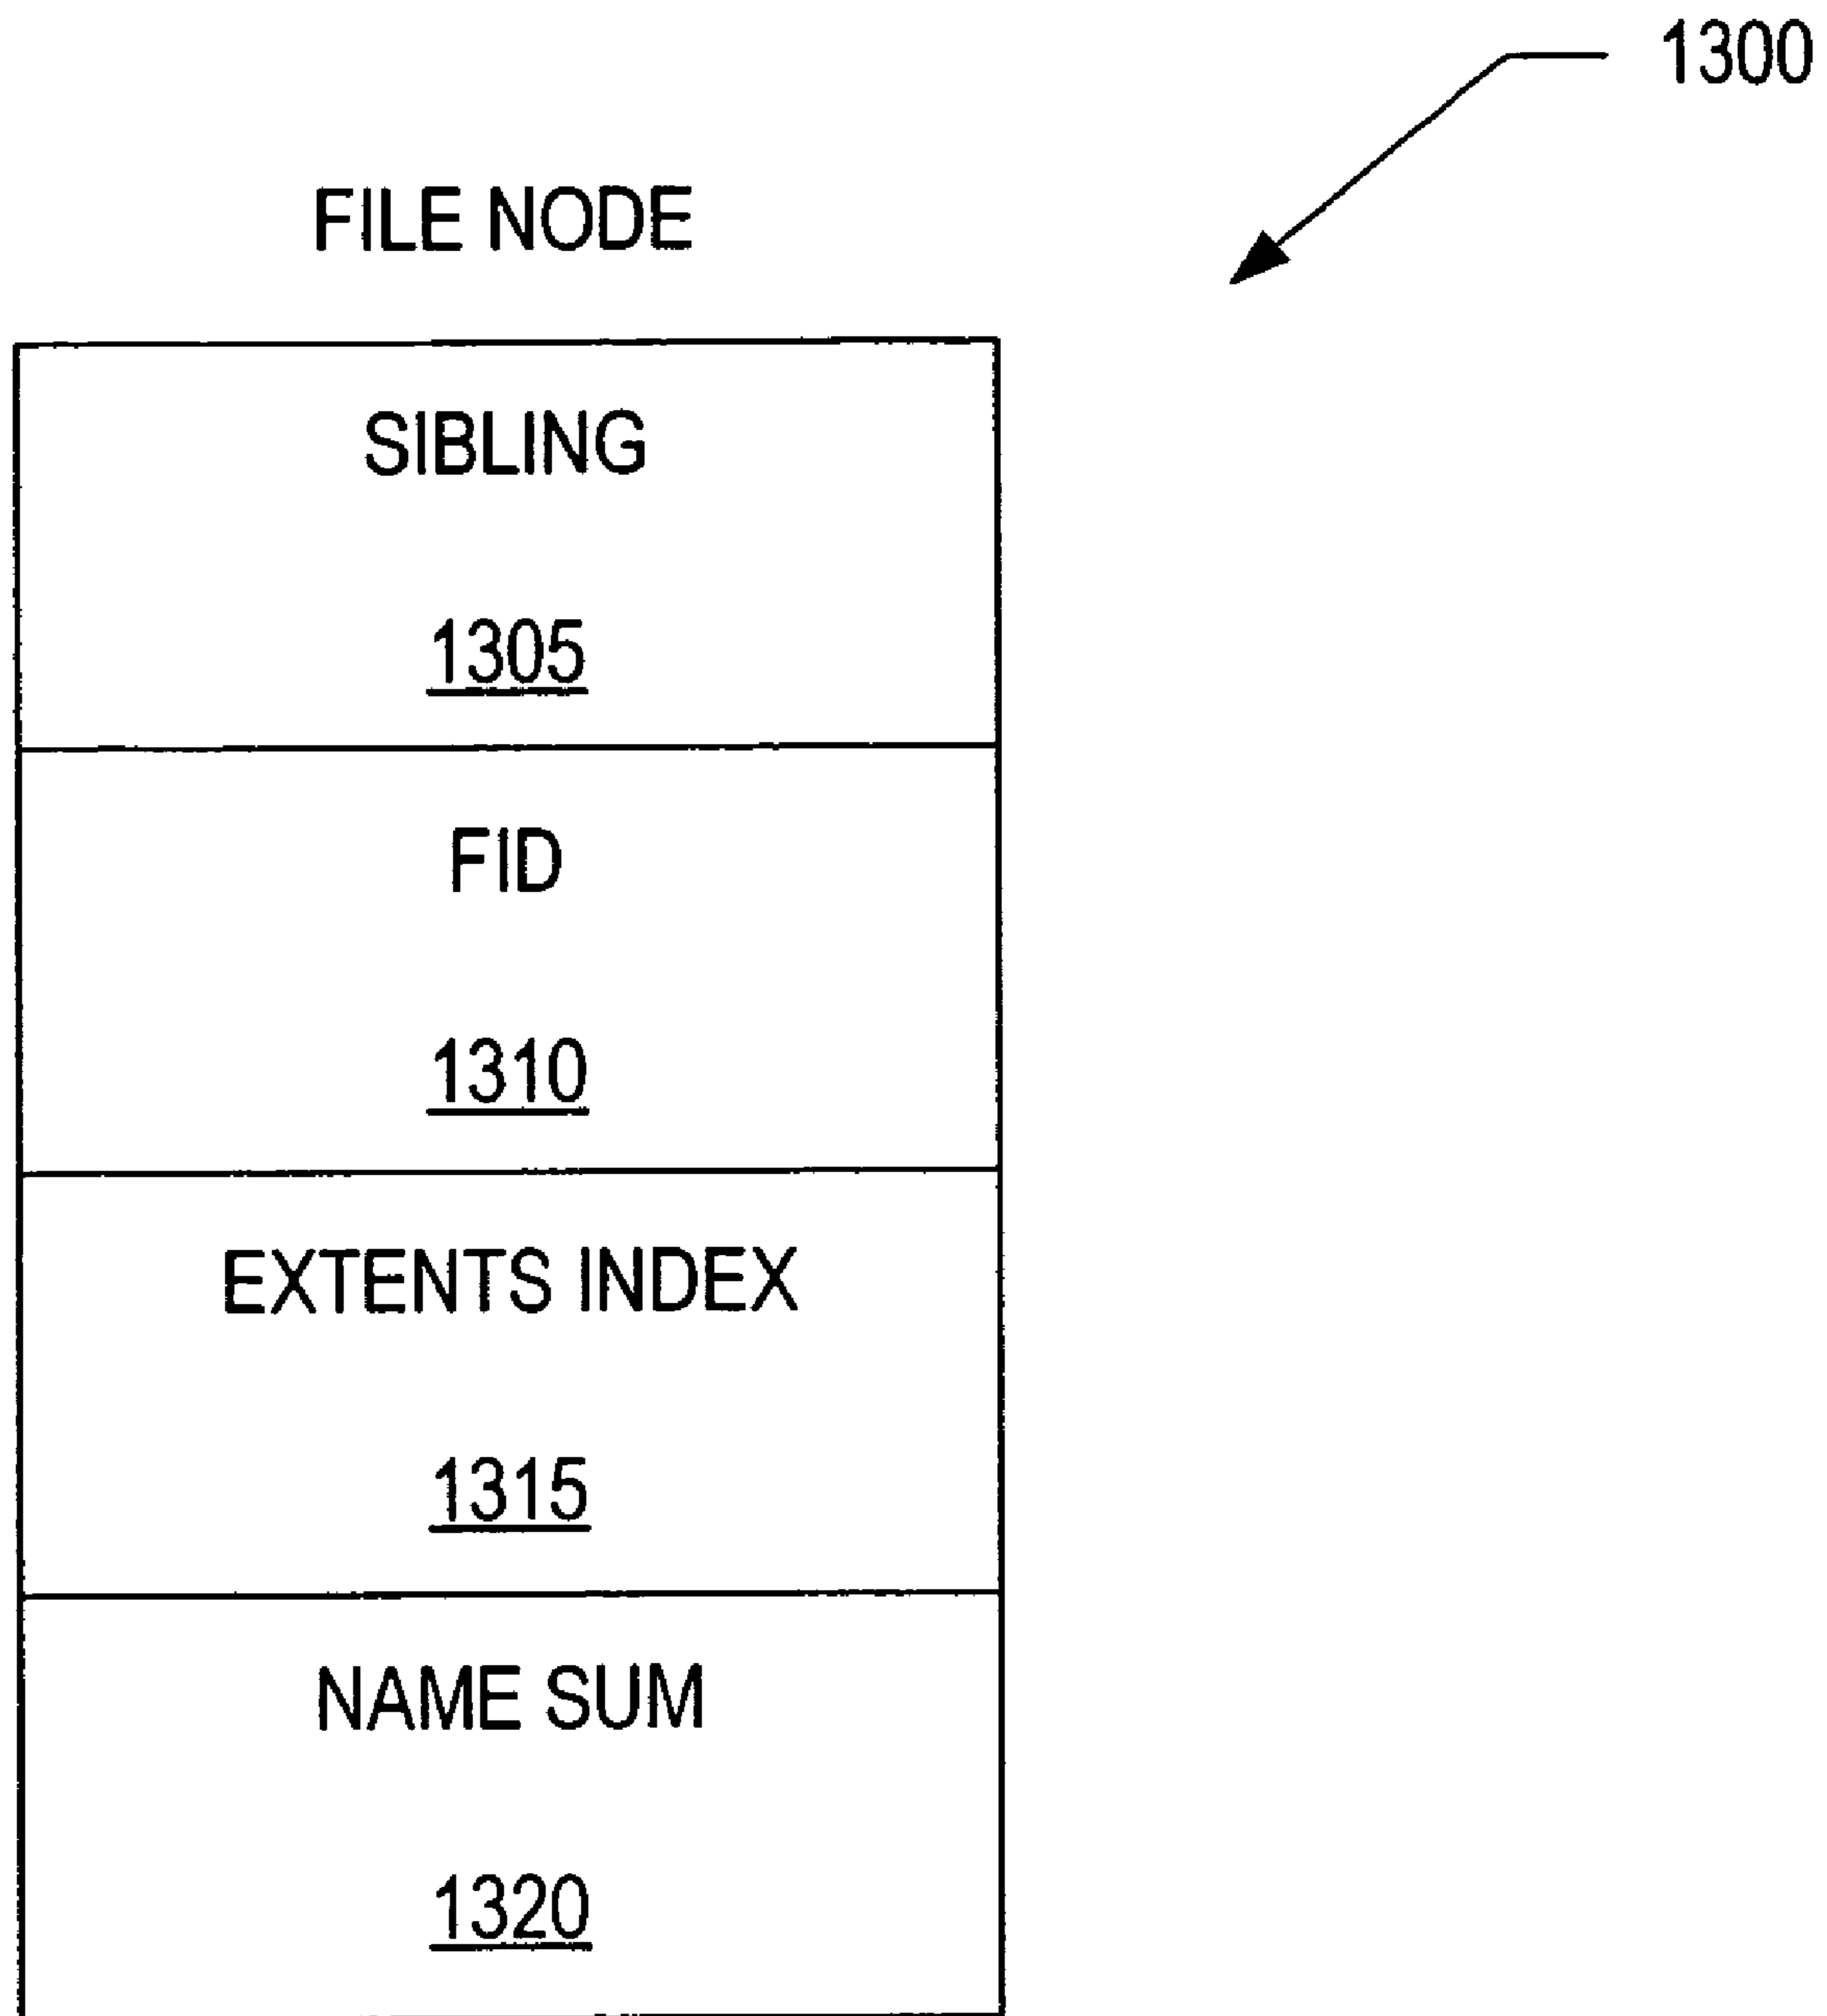 1300
FILE NODE
SIBLING
1305
FID
1310
EXTENTS INDEX
1315
NAME SUM
1320